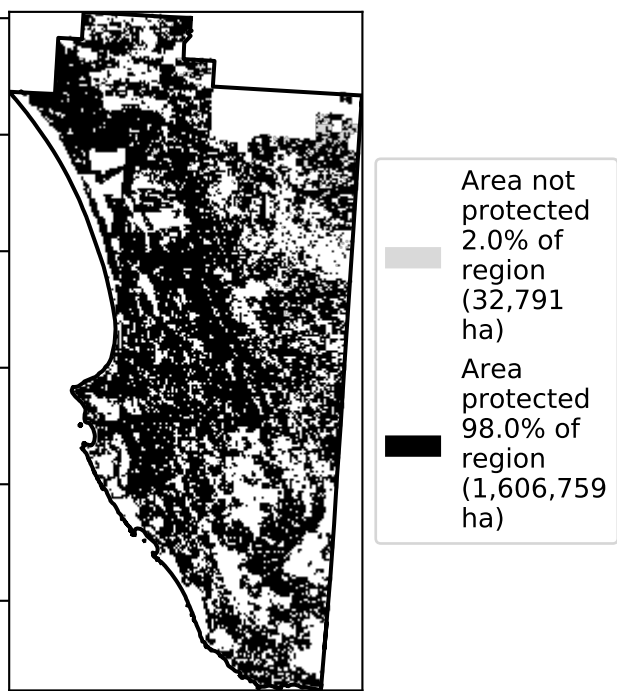 Area not
protected
2.0% of
region
(32,791
ha)
Area
protected
98.0% of
region
(1,606,759
ha)